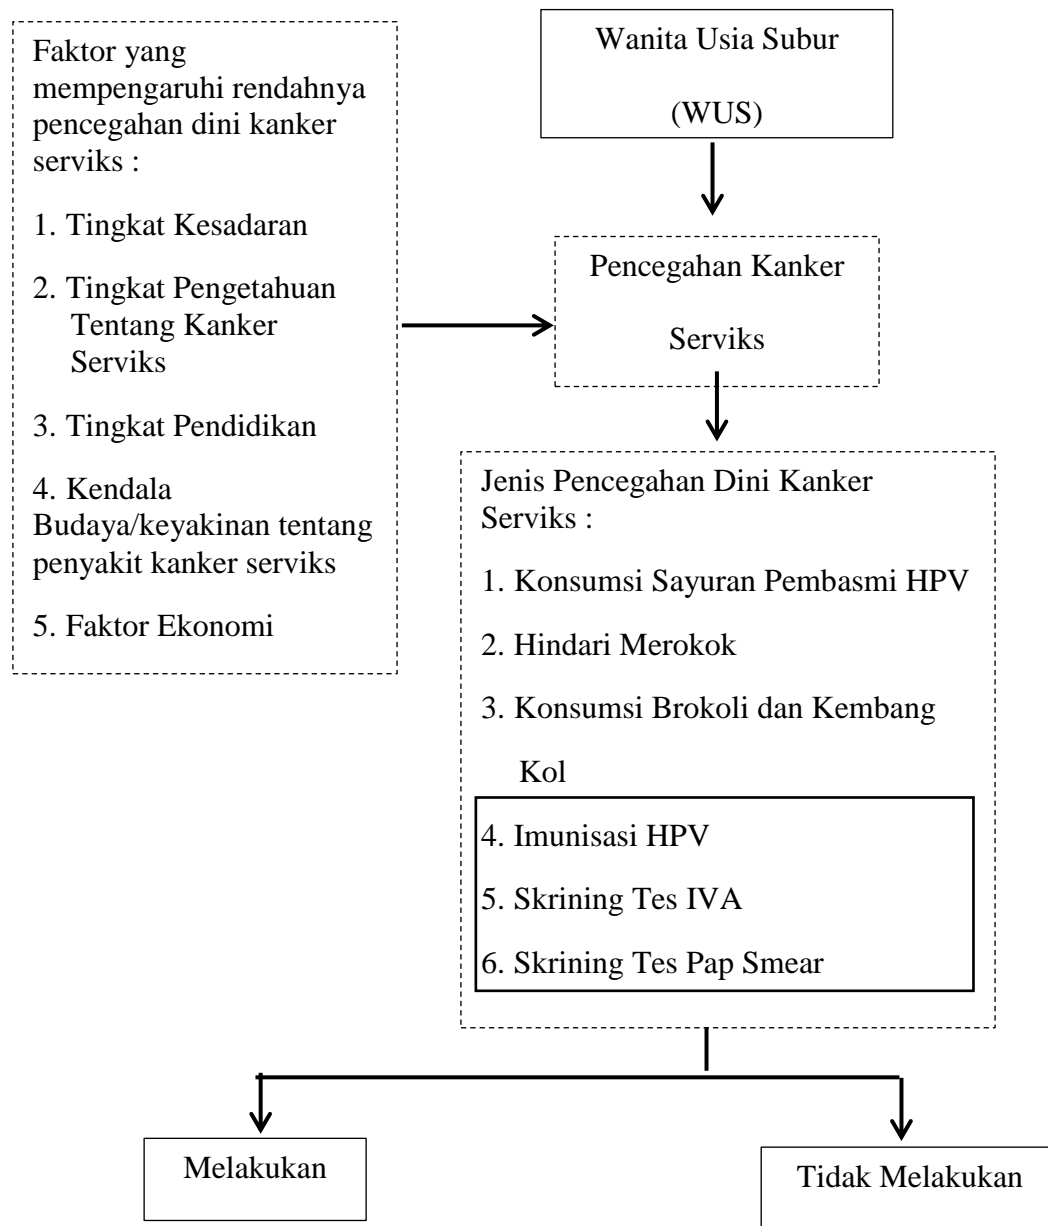 Faktor yang
mempengaruhi rendahnya
pencegahan dini kanker
serviks :
1. Tingkat Kesadaran
2. Tingkat Pengetahuan
Tentang Kanker
Serviks
3. Tingkat Pendidikan
4. Kendala
Budaya/keyakinan tentang
penyakit kanker serviks
5. Faktor Ekonomi
Wanita Usia Subur
(WUS)
Pencegahan Kanker
Serviks
Jenis Pencegahan Dini Kanker
Serviks :
1. Konsumsi Sayuran Pembasmi HPV
2. Hindari Merokok
3. Konsumsi Brokoli dan Kembang
Kol
4. Imunisasi HPV
5. Skrining Tes IVA
6. Skrining Tes Pap Smear
Melakukan
Tidak Melakukan